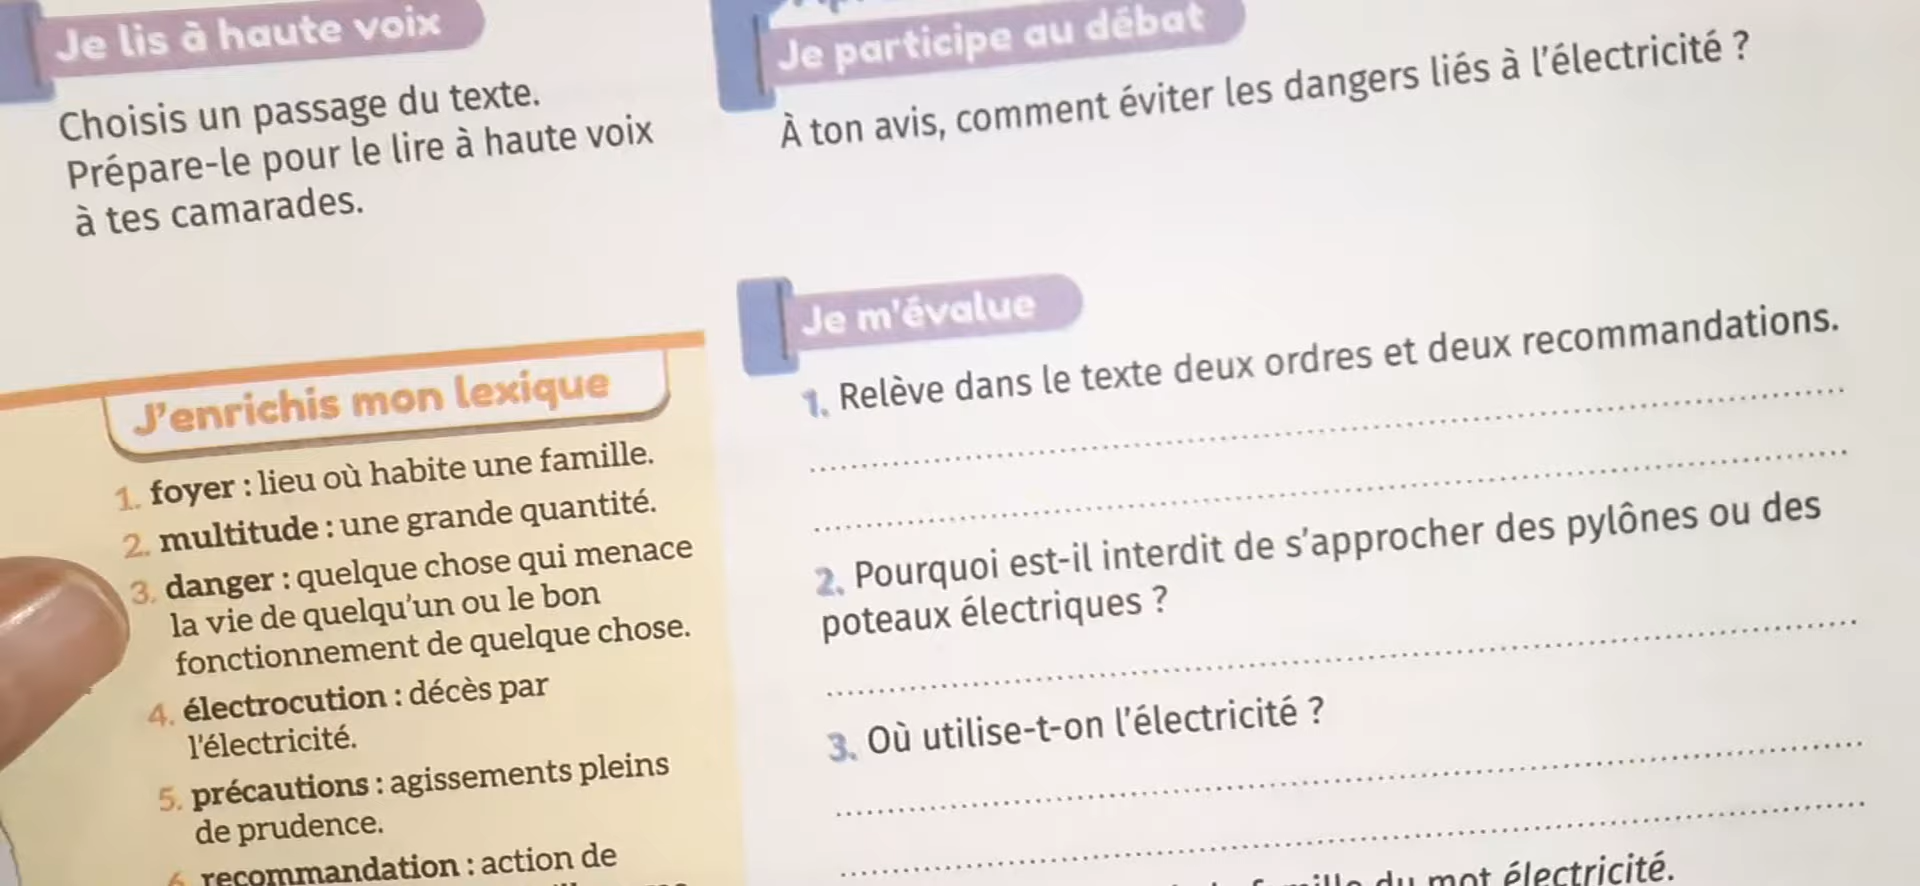 Je lis à haute voix
Choisis un passage du texte.
Prépare-le pour le lire à haute voix
à tes camarades.
J'enrichis mon lexique
1. foyer : lieu où habite une famille.
2. multitude : une grande quantité.
3. danger : quelque chose qui menace
la vie de quelqu'un ou le bon
fonctionnement de quelque chose.
4. électrocution : décès par
l'électricité.
5. précautions : agissements pleins
de prudence.
6. recommandation : action de
Je participe au débat
À ton avis, comment éviter les dangers liés à l'électricité ?
Je m'évalue
1. Relève dans le texte deux ordres et deux recommandations.
2. Pourquoi est-il interdit de s'approcher des pylônes ou des
poteaux électriques ?
3. Où utilise-t-on l'électricité ?
du mot électricité.